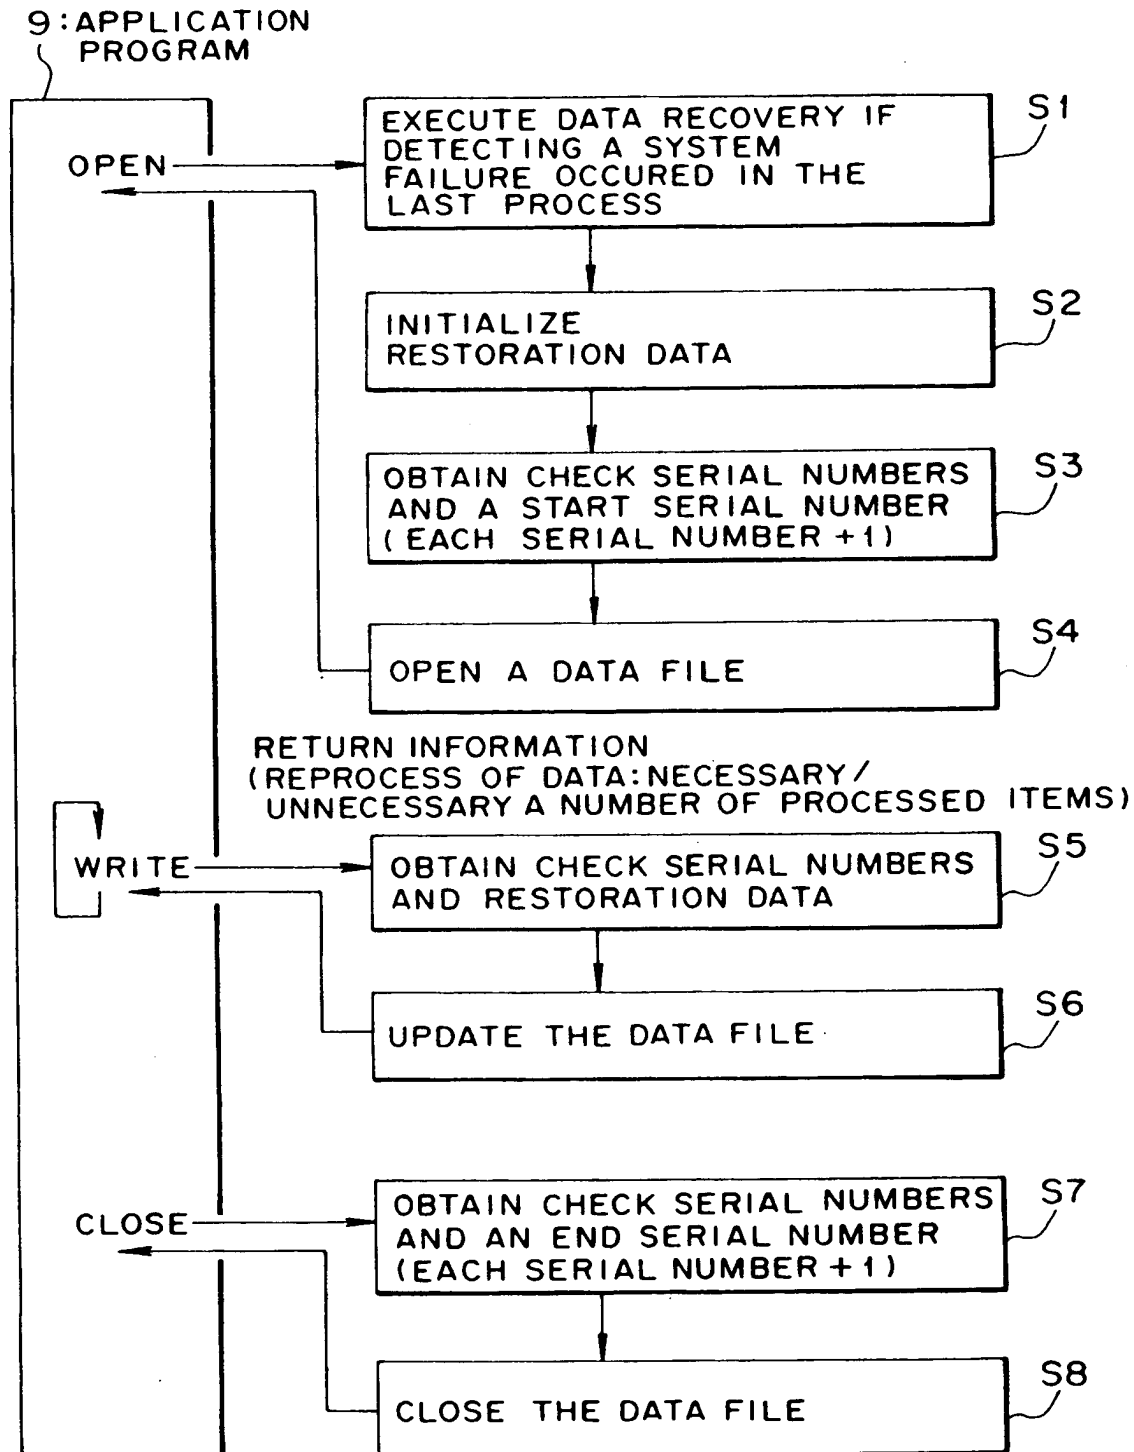 9:APPLICATION
PROGRAM
EXECUTE DATA RECOVERY IF
DETECTING A SYSTEM
FAILURE OCCURED IN THE
LAST PROCESS
S1
OPEN
INITIALIZE
RESTORATION DATA
S2
OBTAIN CHECK SERIAL NUMBERS
AND A START SERIAL NUMBER
(EACH SERIAL NUMBER +1)
S3
OPEN A DATA FILE
S4
RETURN INFORMATION
(REPROCESS OF DATA:NECESSARY/
UNNECESSARY A NUMBER OF PROCESSED ITEMS)
WRITE
OBTAIN CHECK SERIAL NUMBERS
AND RESTORATION DATA
S5
UPDATE THE DATA FILE
S6
CLOSE
OBTAIN CHECK SERIAL NUMBERS
AND AN END SERIAL NUMBER
(EACH SERIAL NUMBER +1)
S7
CLOSE THE DATA FILE
S8